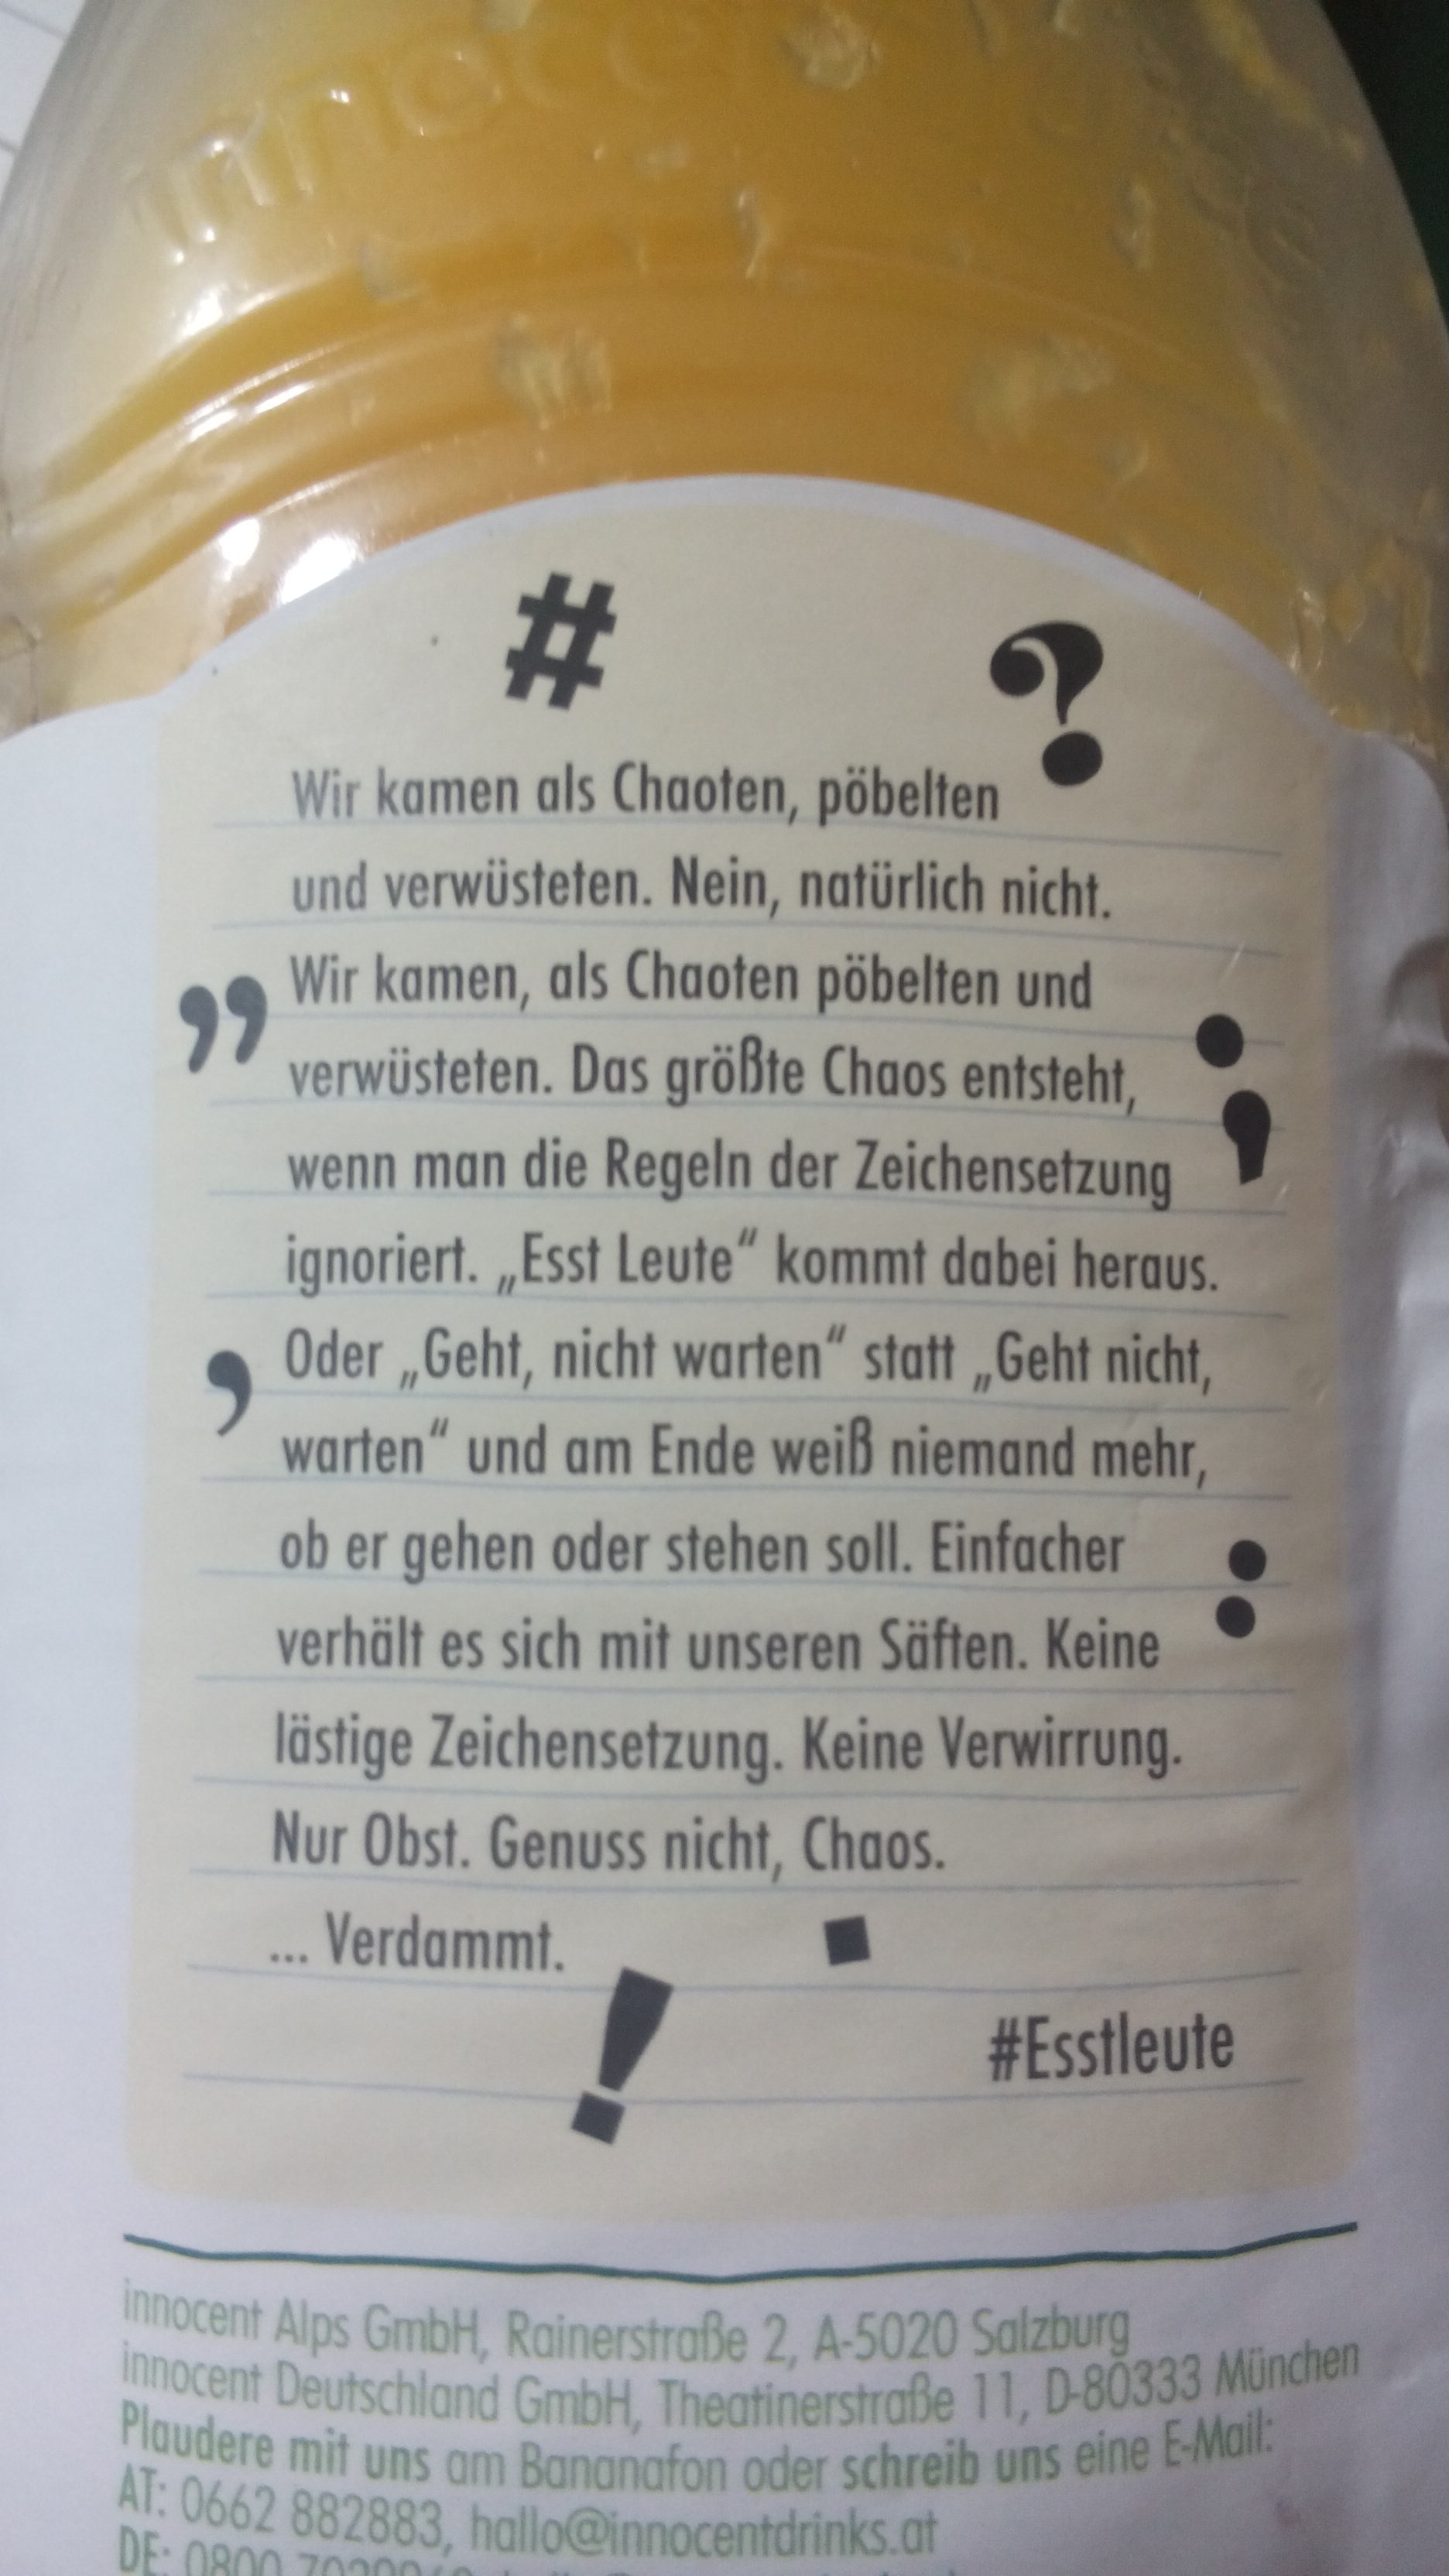 innocent
#
?
Wir kamen als Chaoten, pöbelten
und verwüsteten. Nein, natürlich nicht.
Wir kamen, als Chaoten pöbelten und
verwüsteten. Das größte Chaos entsteht,
wenn man die Regeln der Zeichensetzung
ignoriert. „Esst Leute“ kommt dabei heraus.
Oder „Geht, nicht warten“ statt „Geht nicht,
warten“ und am Ende weiß niemand mehr,
ob er gehen oder stehen soll. Einfacher
verhält es sich mit unseren Säften. Keine
lästige Zeichensetzung. Keine Verwirrung.
Nur Obst. Genuss nicht, Chaos.
... Verdammt.
!
#Esstleute
innocent Alps GmbH, Rainerstraße 2, A-5020 Salzburg
innocent Deutschland GmbH, Theatinerstraße 11, D-80333 München
Plaudere mit uns am Bananafon oder schreib uns eine E-Mail:
AT: 0662 882883, hallo@innocentdrinks.at
DE: 0800